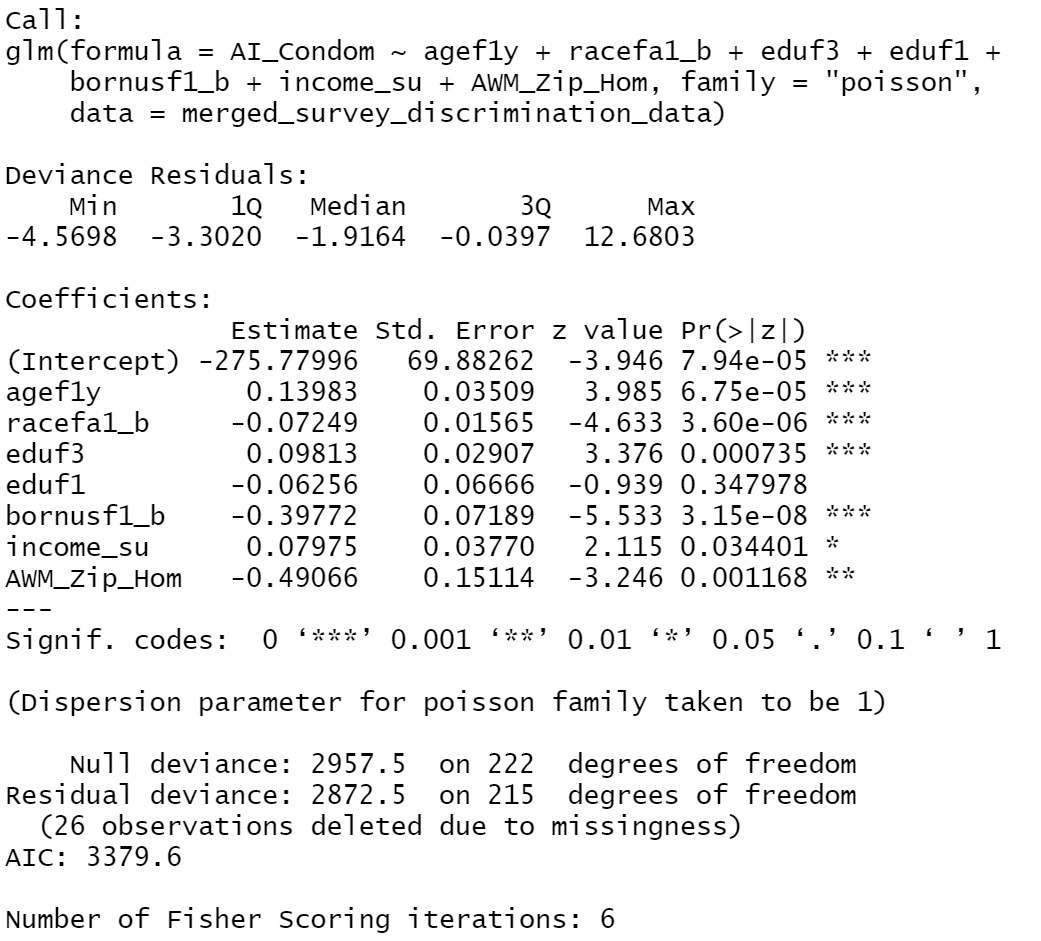 Call:
glm(formula = AI_Condom ~ agef1y + racefa1_b + eduf3 + eduf1 +
    bornusf1_b + income_su + AWM_Zip_Hom, family = "poisson",
    data = merged_survey_discrimination_data)

Deviance Residuals:
    Min       1Q   Median       3Q      Max
-4.5698  -3.3020  -1.9164  -0.0397  12.6803

Coefficients:
              Estimate Std. Error z value Pr(>|z|)
(Intercept) -275.77996   69.88262  -3.946 7.94e-05 ***
agef1y         0.13983    0.03509   3.985 6.75e-05 ***
racefa1_b     -0.07249    0.01565  -4.633 3.60e-06 ***
eduf3          0.09813    0.02907   3.376 0.000735 ***
eduf1         -0.06256    0.06666  -0.939 0.347978
bornusf1_b    -0.39772    0.07189  -5.533 3.15e-08 ***
income_su      0.07975    0.03770   2.115 0.034401 *
AWM_Zip_Hom   -0.49066    0.15114  -3.246 0.001168 **
---
Signif. codes:  0 ‘***’ 0.001 ‘**’ 0.01 ‘*’ 0.05 ‘.’ 0.1 ‘ ’ 1

(Dispersion parameter for poisson family taken to be 1)

    Null deviance: 2957.5  on 222  degrees of freedom
Residual deviance: 2872.5  on 215  degrees of freedom
  (26 observations deleted due to missingness)
AIC: 3379.6

Number of Fisher Scoring iterations: 6